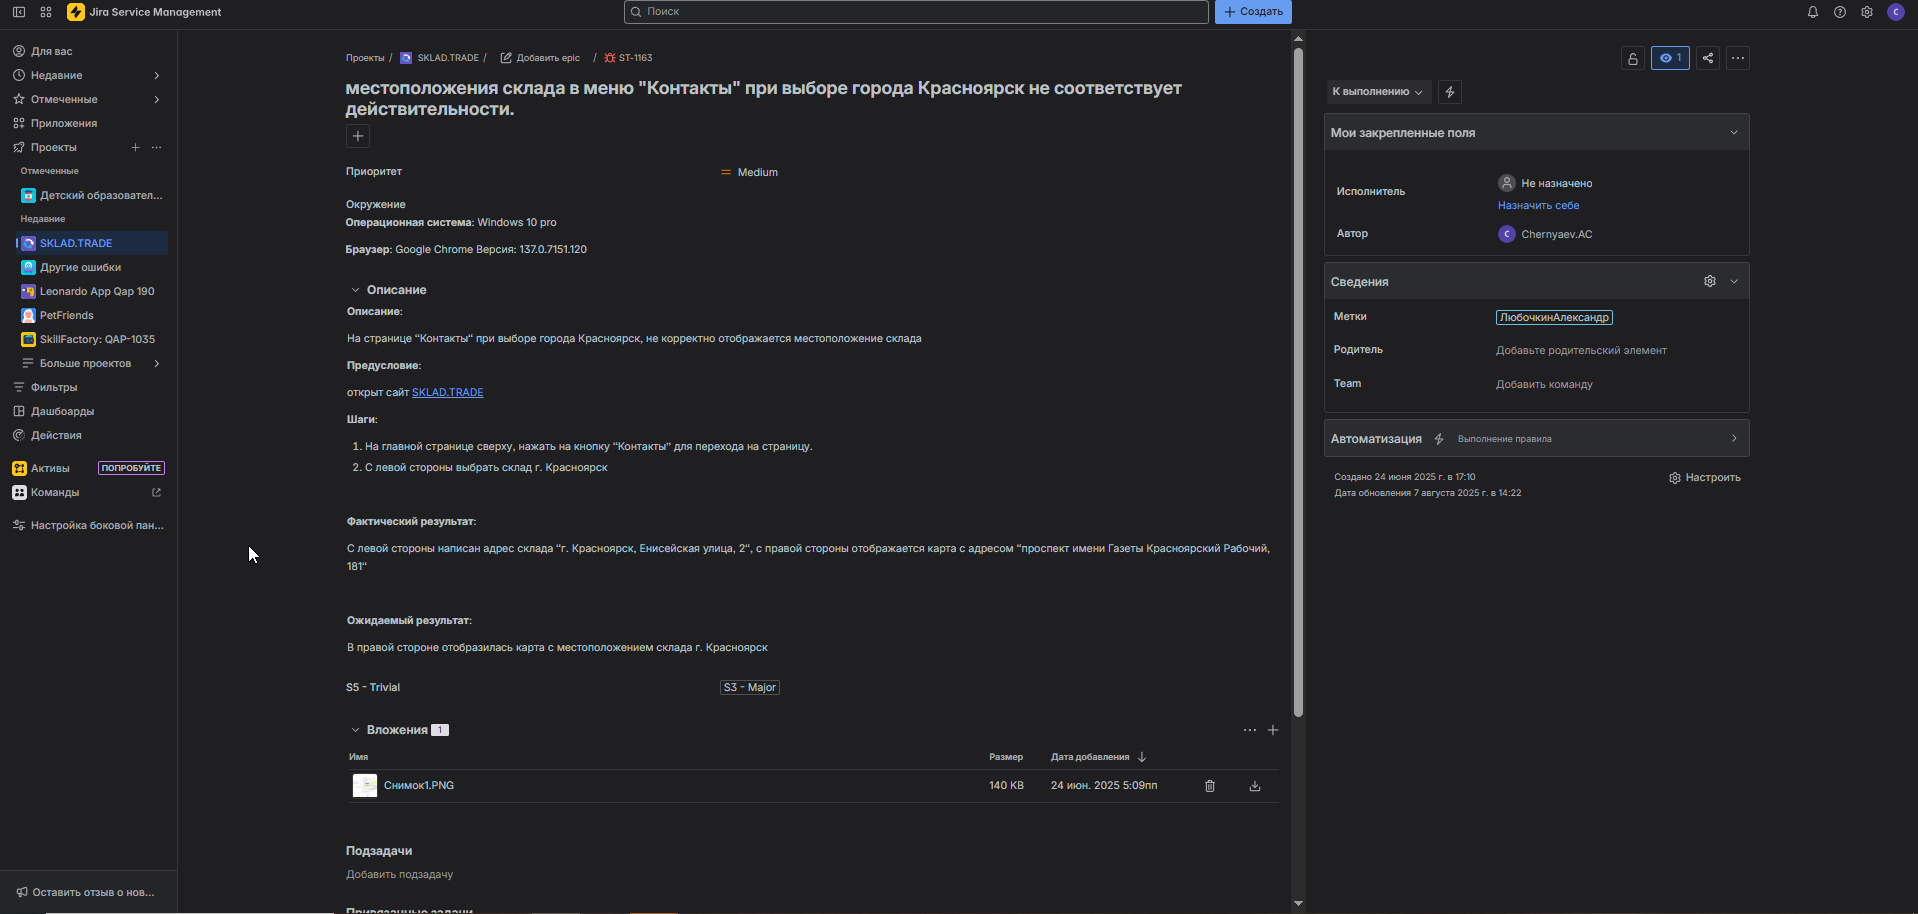 Jira Service Management
Поиск
Создать
С
Для вас
Недавние
Отмеченные
Приложения
Проекты
Отмеченные
Детский образовател...
Недавние
SKLAD.TRADE
Другие ошибки
Leonardo App Qap 190
PetFriends
SkillFactory: QAP-1035
Больше проектов
Фильтры
Дашборды
Действия
Активы
ПОПРОБУЙТЕ
Команды
Настройка боковой пан...
Оставить отзыв о нов...
Проекты / SKLAD.TRADE / Добавить epic / ST-1163
местоположения склада в меню "Контакты" при выборе города Красноярск не соответствует
действительности.
Приоритет
Medium
Окружение
Операционная система: Windows 10 pro
Браузер: Google Chrome Версия: 137.0.7151.120
Описание
Описание:
На странице “Контакты“ при выборе города Красноярск, не корректно отображается местоположение склада
Предусловие:
открыт сайт SKLAD.TRADE
Шаги:
1. На главной странице сверху, нажать на кнопку “Контакты” для перехода на страницу.
2. С левой стороны выбрать склад г. Красноярск
Фактический результат:
С левой стороны написан адрес склада “г. Красноярск, Енисейская улица, 2“, с правой стороны отображается карта с адресом “проспект имени Газеты Красноярский Рабочий,
181“
Ожидаемый результат:
В правой стороне отобразилась карта с местоположением склада г. Красноярск
S5 - Trivial
S3 - Major
Вложения 1
Имя
Размер
Дата добавления
Снимок1.PNG
140 KB
24 июн. 2025 5:09пп
Подзадачи
Добавить подзадачу
Привязанные задачи
1
К выполнению
Мои закрепленные поля
Исполнитель
Не назначено
Назначить себе
Автор
C
Chernyaev.AC
Сведения
Метки
ЛюбочкинАлександр
Родитель
Добавьте родительский элемент
Team
Добавить команду
Автоматизация
Выполнение правила
Создано 24 июня 2025 г. в 17:10
Дата обновления 7 августа 2025 г. в 14:22
Настроить